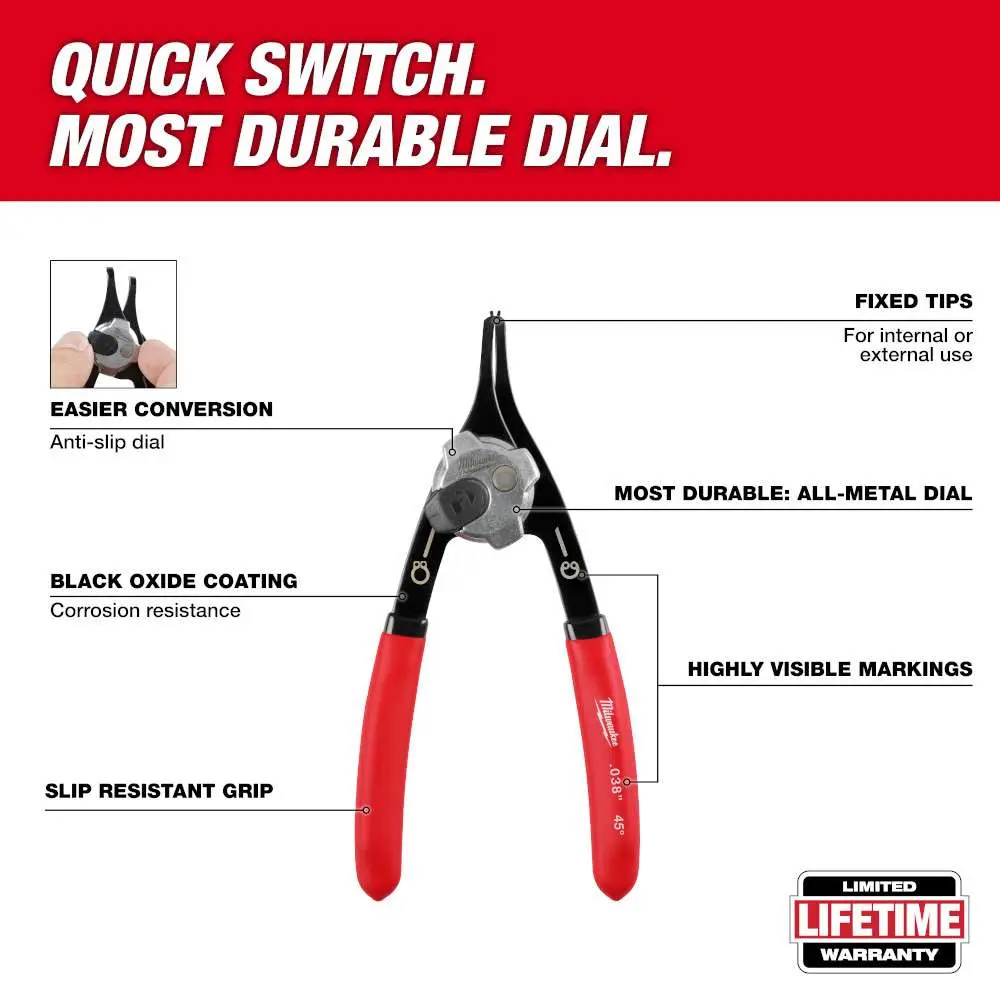 QUICK SWITCH.
MOST DURABLE DIAL.
EASIER CONVERSION
Anti-slip dial
BLACK OXIDE COATING
Corrosion resistance
SLIP RESISTANT GRIP
FIXED TIPS
For internal or
external use
MOST DURABLE: ALL-METAL DIAL
HIGHLY VISIBLE MARKINGS
Milwaukee
Milwaukee
.038" 45°
LIMITED
LIFETIME
WARRANTY